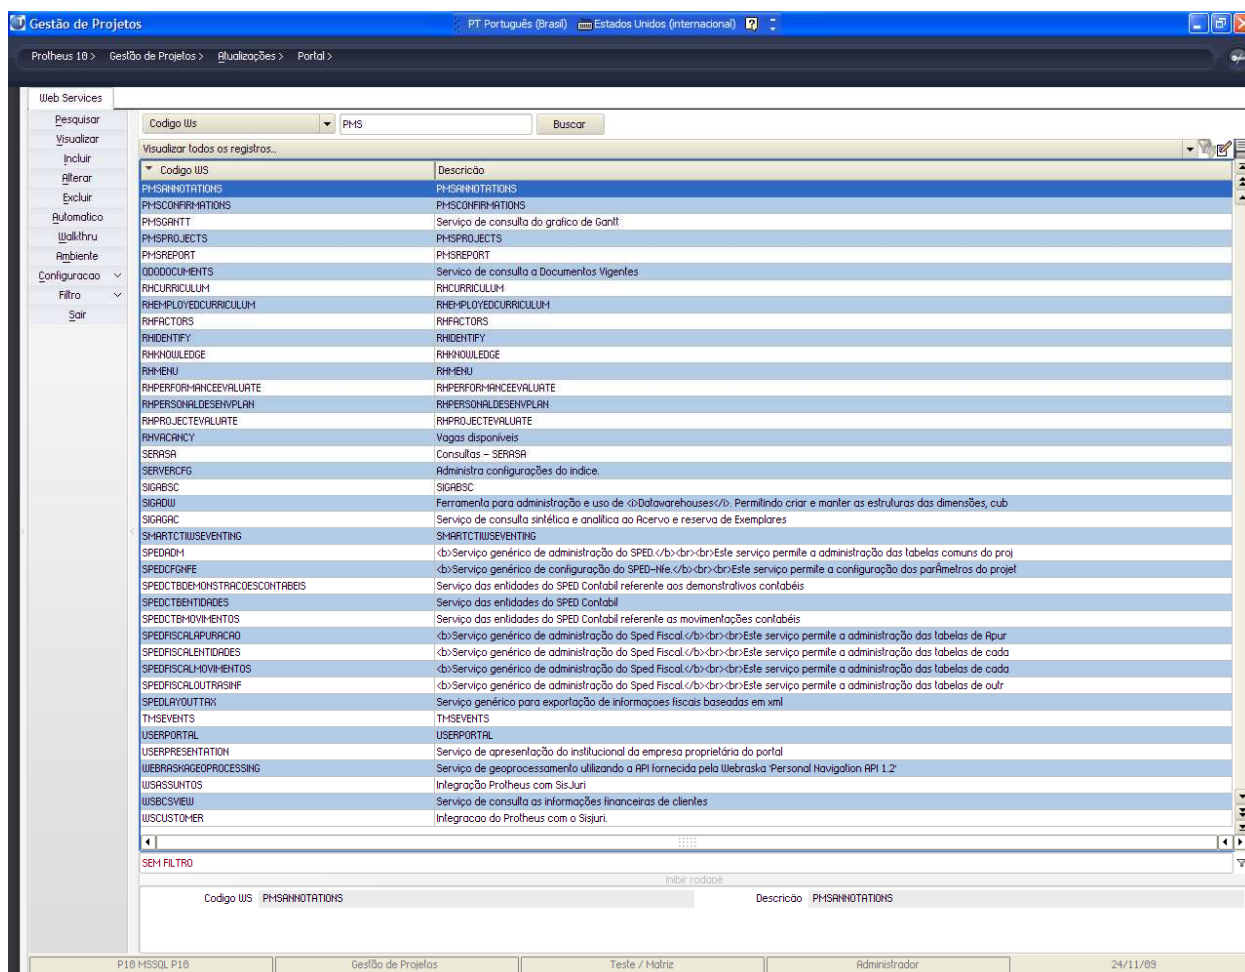 Gestão de Projetos
PT Português (Brasil) Estados Unidos (internacional)
Protheus 10 > Gestão de Projetos > Atualizações > Portal >
Web Services
Pesquisar
Visualizar
Incluir
Alterar
Excluir
Automatico
Walkthru
Ambiente
Configuracao
Filtro
Sair
Codigo Ws PMS Buscar
Visualizar todos os registros...
Codigo WS Descricão
PMSANNOTATIONS PMSANNOTATIONS
PMSCONFIRMATIONS PMSCONFIRMATIONS
PMSGANTT Serviço de consulta do grafico de Gantt
PMSPROJECTS PMSPROJECTS
PMSREPORT PMSREPORT
QDODOCUMENTS Servico de consulta a Documentos Vigentes
RHCURRICULUM RHCURRICULUM
RHEMPLOYEDCURRICULUM RHEMPLOYEDCURRICULUM
RHFACTORS RHFACTORS
RHIDENTIFY RHIDENTIFY
RHKNOWLEDGE RHKNOWLEDGE
RHMENU RHMENU
RHPERFORMANCEEVALUATE RHPERFORMANCEEVALUATE
RHPERSONALDESENVPLAN RHPERSONALDESENVPLAN
RHPROJECTEVALUATE RHPROJECTEVALUATE
RHVACANCY Vagas disponíveis
SERASA Consultas - SERASA
SERVERCFG Administra configurações do indice.
SIGABSC SIGABSC
SIGADW Ferramenta para administração e uso de <i>Datawarehouses</i>. Permitindo criar e manter as estruturas das dimensões, cub
SIGAGAC Serviço de consulta sintética e analítica ao Acervo e reserva de Exemplares
SMARTCTIWSEVENTING SMARTCTIWSEVENTING
SPEDADM <b>Serviço genérico de administração do SPED.</b><br><br>Este serviço permite a administração das tabelas comuns do proj
SPEDCFGNFE <b>Serviço genérico de configuração do SPED-Nfe.</b><br><br>Este serviço permite a configuração dos parÂmetros do projet
SPEDCTBDEMONSTRACOESCONTABEIS Serviço das entidades do SPED Contabil referente aos demonstrativos contabéis
SPEDCTBENTIDADES Serviço das entidades do SPED Contabil
SPEDCTBMOVIMENTOS Serviço das entidades do SPED Contabil referente as movimentações contabéis
SPEDFISCALAPURACAO <b>Serviço genérico de administração do Sped Fiscal.</b><br><br>Este serviço permite a administração das tabelas de Apur
SPEDFISCALENTIDADES <b>Serviço genérico de administração do Sped Fiscal.</b><br><br>Este serviço permite a administração das tabelas de cada
SPEDFISCALMOVIMENTOS <b>Serviço genérico de administração do Sped Fiscal.</b><br><br>Este serviço permite a administração das tabelas de cada
SPEDFISCALOUTRASINF <b>Serviço genérico de administração do Sped Fiscal.</b><br><br>Este serviço permite a administração das tabelas de outr
SPEDLAYOUTTAX Serviço genérico para exportação de informaçoes fiscais baseadas em xml
TMSEVENTS TMSEVENTS
USERPORTAL USERPORTAL
USERPRESENTATION Serviço de apresentação do institucional da empresa proprietária do portal
WEBRASKAGEOPROCESSING Serviço de geoprocessamento utilizando a API fornecida pela Webraska 'Personal Navigation API 1.2'
WSASSUNTOS Integração Protheus com SisJuri
WSBCSVIEW Serviço de consulta as informações financeiras de clientes
WSCUSTOMER Integracao do Protheus com o Sisjuri.
SEM FILTRO
Inibir rodapé
Codigo WS PMSANNOTATIONS Descricão PMSANNOTATIONS
P10 MSSQL P10 Gestão de Projetos Teste / Matriz Administrador 24/11/09